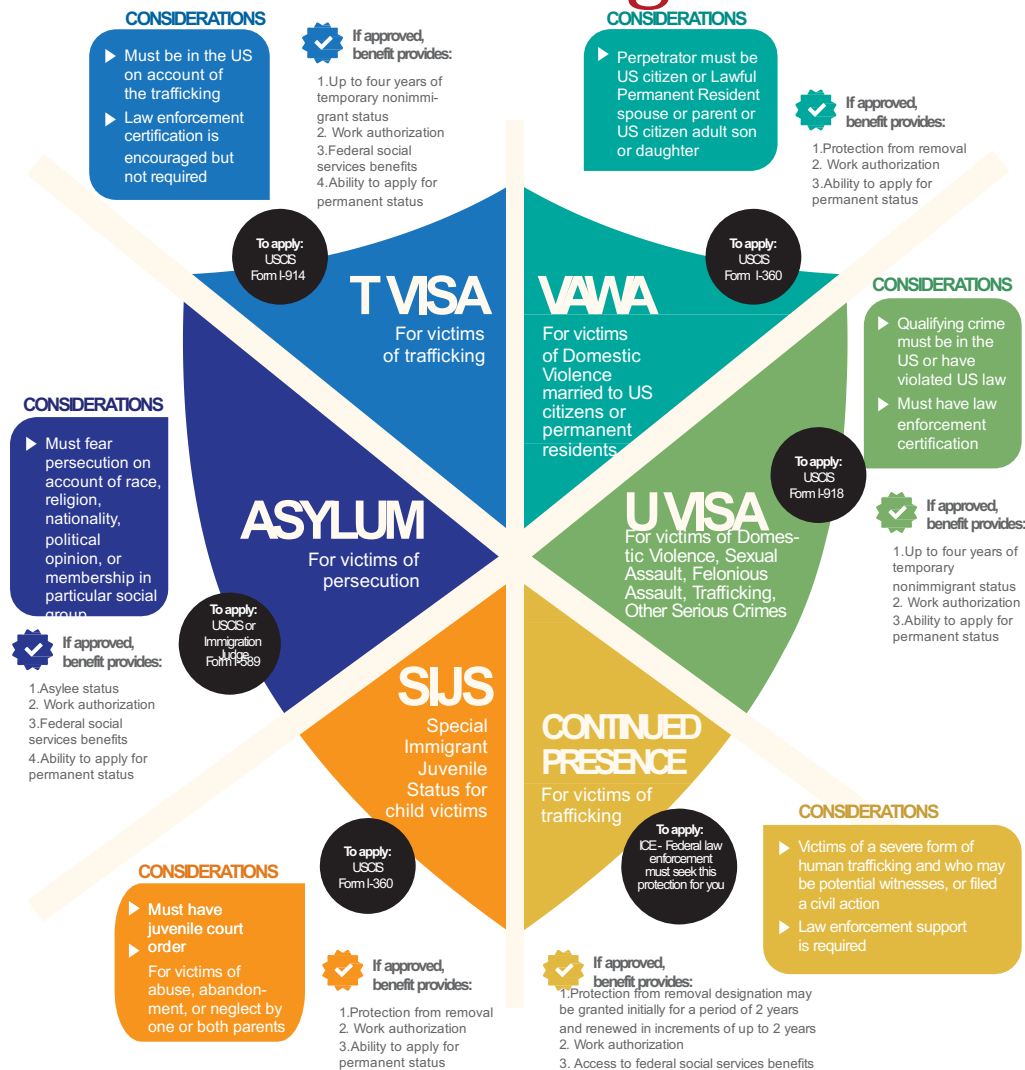 CONSIDERATIONS
Must be in the US
on account of
the trafficking
Law enforcement
certification is
encouraged but
not required
If approved,
benefit provides:
1.Up to four years of
temporary nonimmi-
grant status
2. Work authorization
3.Federal social
services benefits
4.Ability to apply for
permanent status
To apply:
USCIS
Form I-914
T VISA
For victims
of trafficking
CONSIDERATIONS
Perpetrator must be
US citizen or Lawful
Permanent Resident
spouse or parent or
US citizen adult son
or daughter
If approved,
benefit provides:
1.Protection from removal
2. Work authorization
3.Ability to apply for
permanent status
To apply:
USCIS
Form I-360
VAWA
For victims
of Domestic
Violence
married to US
citizens or
permanent
residents
CONSIDERATIONS
Qualifying crime
must be in the
US or have
violated US law
Must have law
enforcement
certification
To apply:
USCIS
Form I-918
If approved,
benefit provides:
1.Up to four years of
temporary
nonimmigrant status
2. Work authorization
3.Ability to apply for
permanent status
U VISA
For victims of Domes-
tic Violence, Sexual
Assault, Felonious
Assault, Trafficking,
Other Serious Crimes
CONSIDERATIONS
Must fear
persecution on
account of race,
religion,
nationality,
political
opinion, or
membership in
particular social
group
ASYLUM
For victims of
persecution
To apply:
USCIS or
Immigration
Judge
Form I-589
If approved,
benefit provides:
1.Asylee status
2. Work authorization
3.Federal social
services benefits
4.Ability to apply for
permanent status
SIJS
Special
Immigrant
Juvenile
Status for
child victims
To apply:
USCIS
Form I-360
CONSIDERATIONS
Must have
juvenile court
order
For victims of
abuse, abandon-
ment, or neglect by
one or both parents
If approved,
benefit provides:
1.Protection from removal
2. Work authorization
3.Ability to apply for
permanent status
CONTINUED
PRESENCE
For victims of
trafficking
To apply:
ICE - Federal law
enforcement
must seek this
protection for you
CONSIDERATIONS
Victims of a severe form of
human trafficking and who may
be potential witnesses, or filed
a civil action
Law enforcement support
is required
If approved,
benefit provides:
1.Protection from removal designation may
be granted initially for a period of 2 years
and renewed in increments of up to 2 years
2. Work authorization
3. Access to federal social services benefits